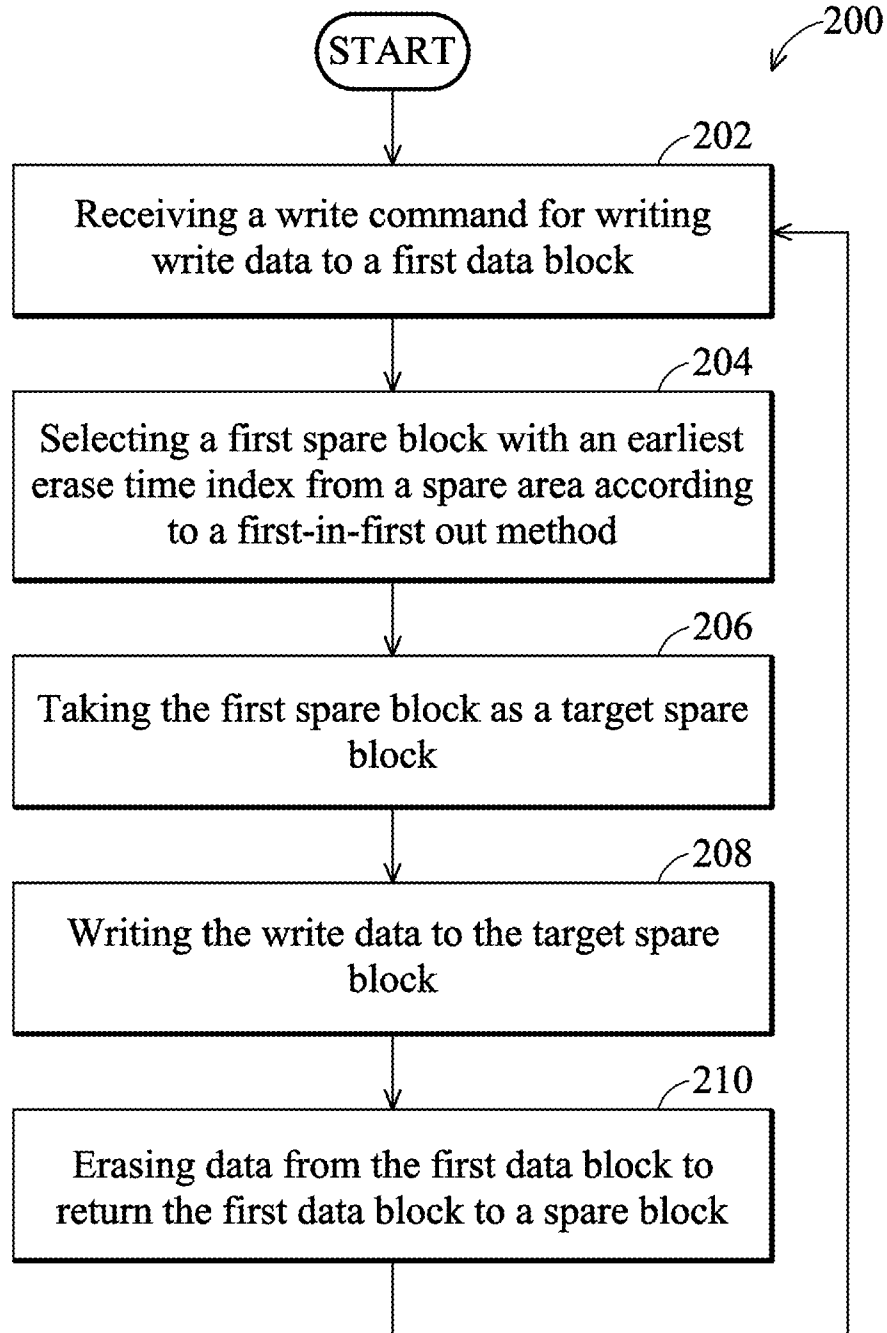 200
START
202
Receiving a write command for writing
write data to a first data block
204
Selecting a first spare block with an earliest
erase time index from a spare area according
to a first-in-first out method
206
Taking the first spare block as a target spare
block
208
Writing the write data to the target spare
block
210
Erasing data from the first data block to
return the first data block to a spare block